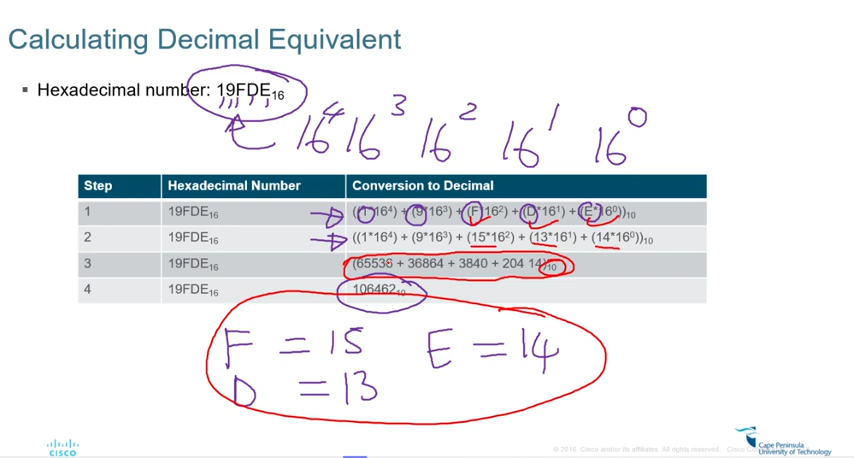 Calculating Decimal Equivalent
▪ Hexadecimal number: 19FDE₁₆
16⁴ 16³ 16² 16¹ 16⁰
Step Hexadecimal Number Conversion to Decimal
1 19FDE₁₆ ((1*16⁴) + (9*16³) + (F*16²) + (D*16¹) + (E*16⁰))₁₀
2 19FDE₁₆ ((1*16⁴) + (9*16³) + (15*16²) + (13*16¹) + (14*16⁰))₁₀
3 19FDE₁₆ (65538 + 36864 + 3840 + 204 14)₁₀
4 19FDE₁₆ 106462₁₀
F = 15 E = 14
D = 13
CISCO
© 2016 Cisco and/or its affiliates. All rights reserved. Cisco
Cape Peninsula
University of Technology